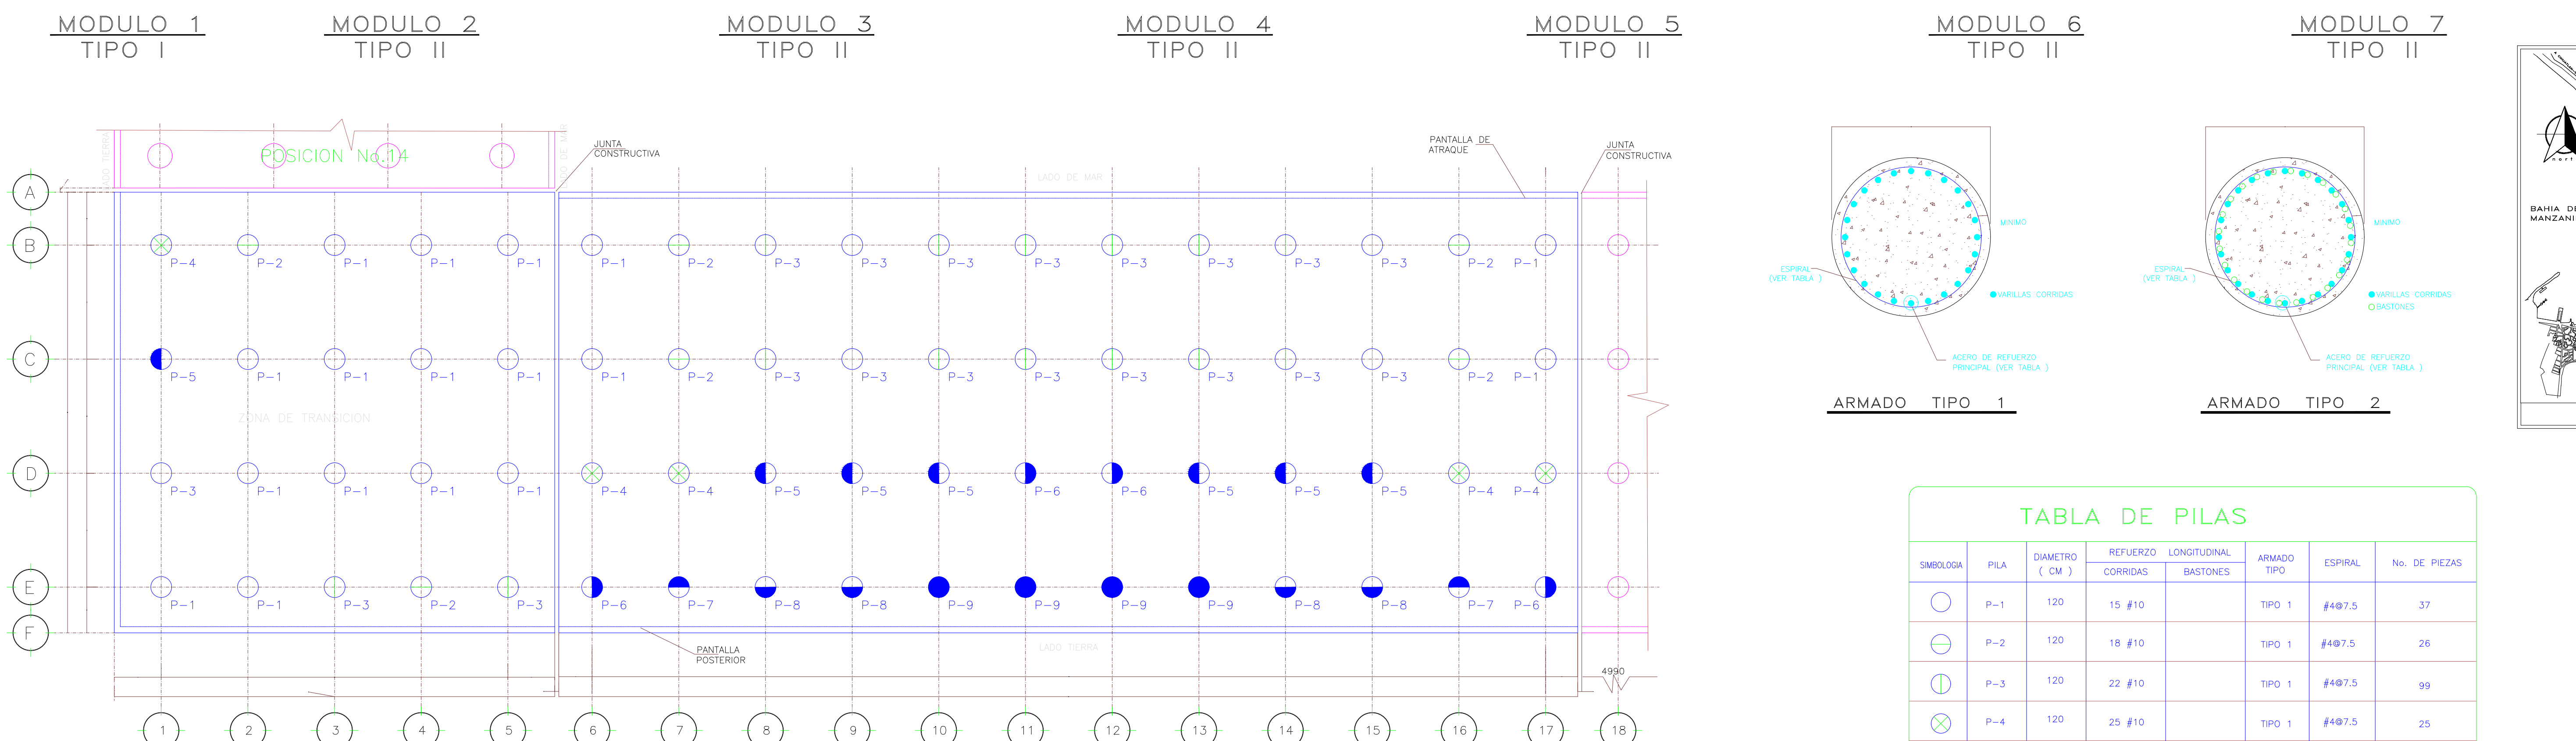 MODULO 1
TIPO I
MODULO 2
TIPO II
MODULO 3
TIPO II
MODULO 4
TIPO II
MODULO 5
TIPO II
MODULO 6
TIPO II
MODULO 7
TIPO II
LADO TIERRA
POSICION No.14
LADO DE MAR
JUNTA
CONSTRUCTIVA
LADO DE MAR
PANTALLA DE
ATRAQUE
JUNTA
CONSTRUCTIVA
A
B
P-4 P-2 P-1 P-1 P-1 P-1 P-2 P-3 P-3 P-3 P-3 P-3 P-3 P-3 P-3 P-2 P-1
C
P-5 P-1 P-1 P-1 P-1 P-1 P-2 P-3 P-3 P-3 P-3 P-3 P-3 P-3 P-3 P-2 P-1
ZONA DE TRANSICION
D
P-3 P-1 P-1 P-1 P-1 P-4 P-4 P-5 P-5 P-5 P-6 P-6 P-5 P-5 P-5 P-4 P-4
E
P-1 P-1 P-3 P-2 P-3 P-6 P-7 P-8 P-8 P-9 P-9 P-9 P-9 P-8 P-8 P-7 P-6
F
PANTALLA
POSTERIOR
LADO TIERRA
4990
1 2 3 4 5 6 7 8 9 10 11 12 13 14 15 16 17 18
MINIMO
ESPIRAL
(VER TABLA )
VARILLAS CORRIDAS
ACERO DE REFUERZO
PRINCIPAL (VER TABLA )
ARMADO TIPO 1
MINIMO
ESPIRAL
(VER TABLA )
VARILLAS CORRIDAS
BASTONES
ACERO DE REFUERZO
PRINCIPAL (VER TABLA )
ARMADO TIPO 2
nort
BAHIA DE
MANZANI
TABLA DE PILAS
SIMBOLOGIA
PILA
DIAMETRO
( CM )
REFUERZO LONGITUDINAL
CORRIDAS BASTONES
ARMADO
TIPO
ESPIRAL
No. DE PIEZAS
P-1 120 15 #10 TIPO 1 #4@7.5 37
P-2 120 18 #10 TIPO 1 #4@7.5 26
P-3 120 22 #10 TIPO 1 #4@7.5 99
P-4 120 25 #10 TIPO 1 #4@7.5 25